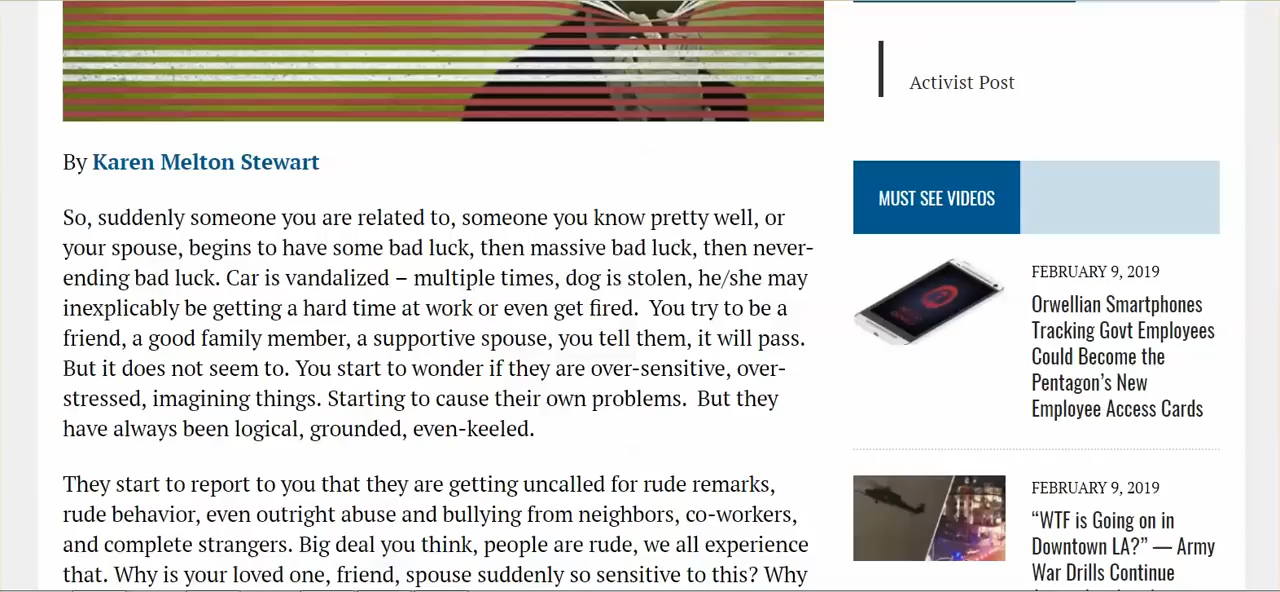 By Karen Melton Stewart
So, suddenly someone you are related to, someone you know pretty well, or
your spouse, begins to have some bad luck, then massive bad luck, then never-
ending bad luck. Car is vandalized – multiple times, dog is stolen, he/she may
inexplicably be getting a hard time at work or even get fired.  You try to be a
friend, a good family member, a supportive spouse, you tell them, it will pass.
But it does not seem to. You start to wonder if they are over-sensitive, over-
stressed, imagining things. Starting to cause their own problems.  But they
have always been logical, grounded, even-keeled.
They start to report to you that they are getting uncalled for rude remarks,
rude behavior, even outright abuse and bullying from neighbors, co-workers,
and complete strangers. Big deal you think, people are rude, we all experience
that. Why is your loved one, friend, spouse suddenly so sensitive to this? Why
Activist Post
MUST SEE VIDEOS
FEBRUARY 9, 2019
Orwellian Smartphones
Tracking Govt Employees
Could Become the
Pentagon’s New
Employee Access Cards
FEBRUARY 9, 2019
“WTF is Going on in
Downtown LA?” — Army
War Drills Continue